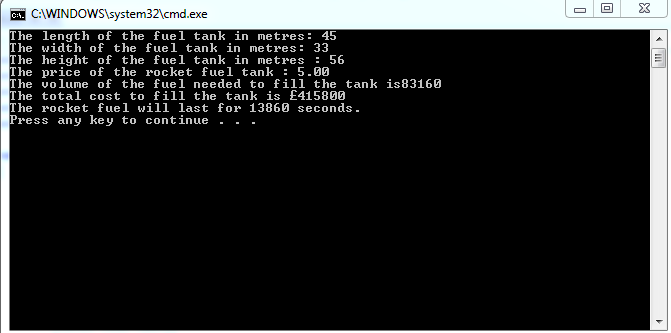 C:\WINDOWS\system32\cmd.exe
The length of the fuel tank in metres: 45
The width of the fuel tank in metres: 33
The height of the fuel tank in metres : 56
The price of the rocket fuel tank : 5.00
The volume of the fuel needed to fill the tank is83160
The total cost to fill the tank is £415800
The rocket fuel will last for 13860 seconds.
Press any key to continue . . .